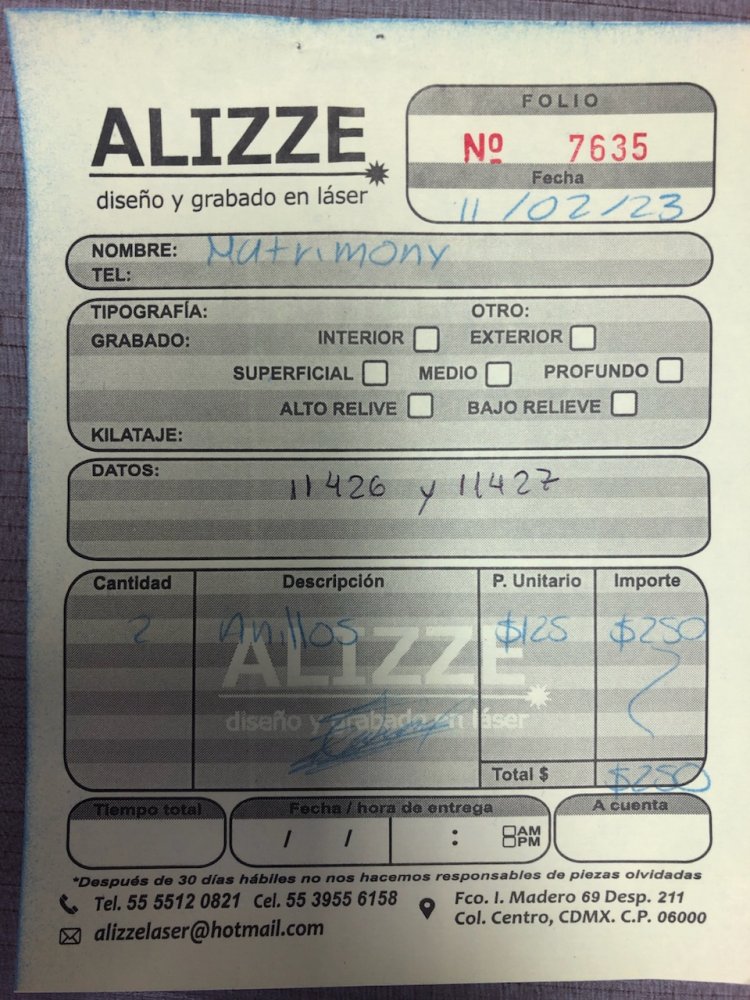 ALIZZE
diseño y grabado en láser
FOLIO
Nº 7635
Fecha
11/02/23
NOMBRE: Matrimony
TEL:
TIPOGRAFÍA: OTRO:
GRABADO: INTERIOR EXTERIOR
SUPERFICIAL MEDIO PROFUNDO
ALTO RELIVE BAJO RELIEVE
KILATAJE:
DATOS: 11426 y 11427
Cantidad Descripción P. Unitario Importe
2 Anillos $125 $250
ALIZZE
diseño y grabado en láser
Total $ $250
Tiempo total Fecha / hora de entrega A cuenta
/ / : AM
PM
*Después de 30 días hábiles no nos hacemos responsables de piezas olvidadas
Tel. 55 5512 0821 Cel. 55 3955 6158
alizzelaser@hotmail.com
Fco. I. Madero 69 Desp. 211
Col. Centro, CDMX. C.P. 06000